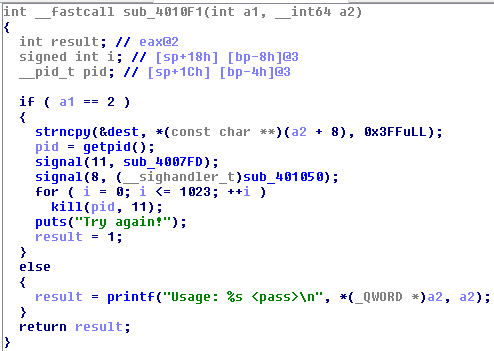 int __fastcall sub_4010F1(int a1, __int64 a2)
{
  int result; // eax@2
  signed int i; // [sp+18h] [bp-8h]@3
  __pid_t pid; // [sp+1Ch] [bp-4h]@3

  if ( a1 == 2 )
  {
    strncpy(&dest, *(const char **)(a2 + 8), 0x3FFuLL);
    pid = getpid();
    signal(11, sub_4007FD);
    signal(8, (__sighandler_t)sub_401050);
    for ( i = 0; i <= 1023; ++i )
      kill(pid, 11);
    puts("Try again!");
    result = 1;
  }
  else
  {
    result = printf("Usage: %s <pass>\n", *(_QWORD *)a2, a2);
  }
  return result;
}